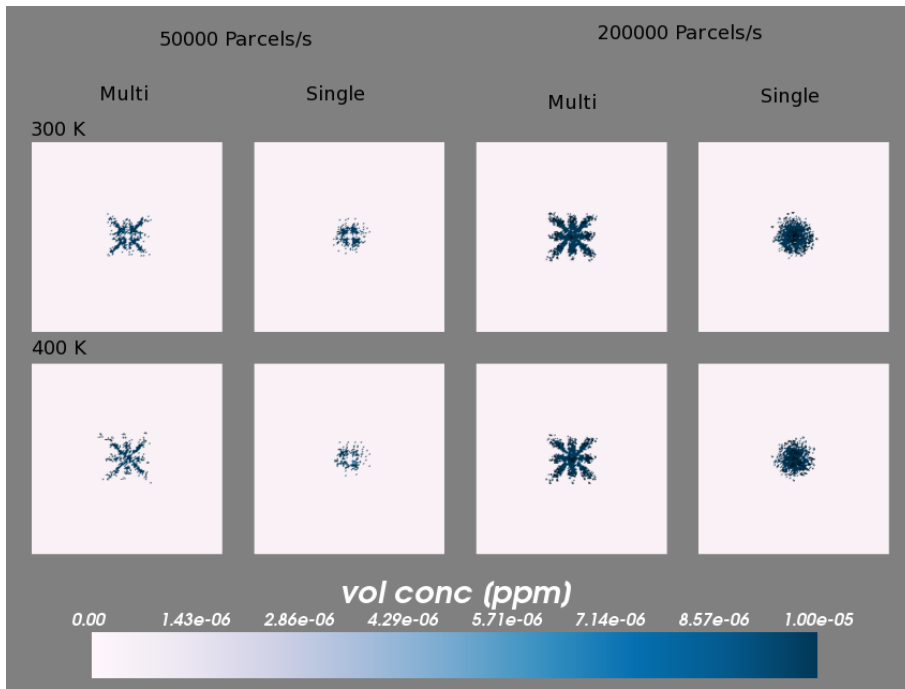 50000 Parcels/s
200000 Parcels/s
Multi
Single
Multi
Single
300 K
400 K
vol conc (ppm)
0.00 1.43e-06 2.86e-06 4.29e-06 5.71e-06 7.14e-06 8.57e-06 1.00e-05